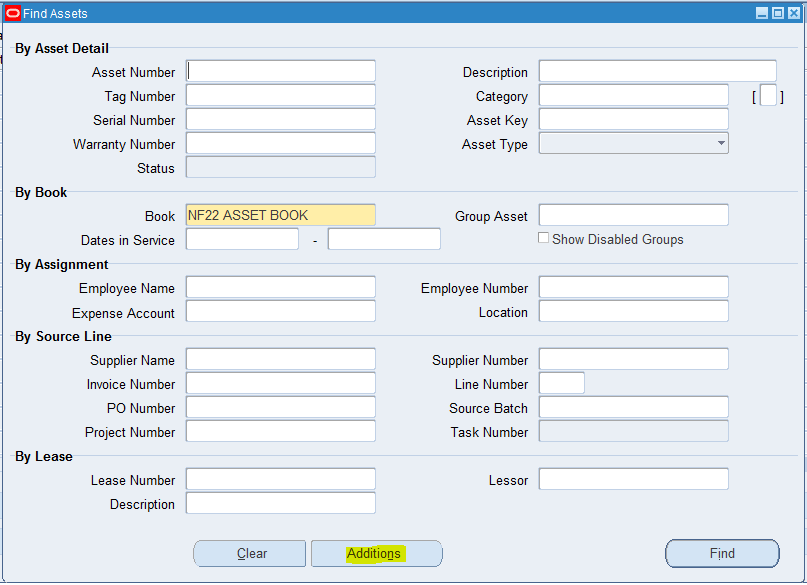 Find Assets
By Asset Detail
Asset Number Description
Tag Number Category [ ]
Serial Number Asset Key
Warranty Number Asset Type
Status
By Book
Book NF22 ASSET BOOK Group Asset
Dates in Service - Show Disabled Groups
By Assignment
Employee Name Employee Number
Expense Account Location
By Source Line
Supplier Name Supplier Number
Invoice Number Line Number
PO Number Source Batch
Project Number Task Number
By Lease
Lease Number Lessor
Description
Clear Additions Find